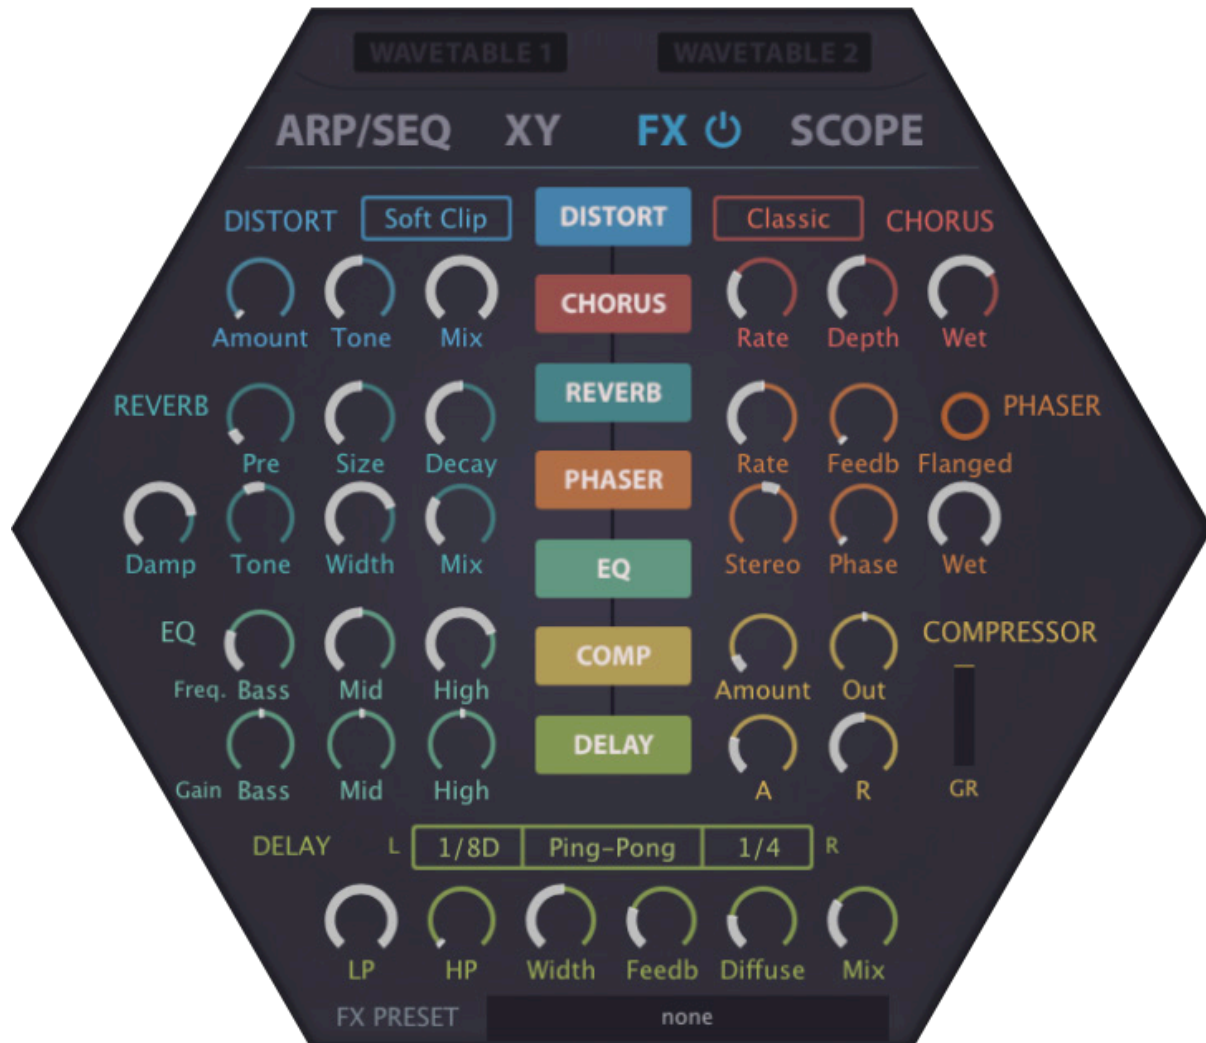 WAVETABLE 1 WAVETABLE 2
ARP/SEQ XY FX SCOPE
DISTORT Soft Clip DISTORT Classic CHORUS
Amount Tone Mix CHORUS Rate Depth Wet
REVERB REVERB PHASER
Pre Size Decay Rate Feedb Flanged
PHASER
Damp Tone Width Mix EQ Stereo Phase Wet
EQ COMP COMPRESSOR
Freq. Bass Mid High Amount Out
DELAY
Gain Bass Mid High A R GR
DELAY L 1/8D Ping-Pong 1/4 R
LP HP Width Feedb Diffuse Mix
FX PRESET none